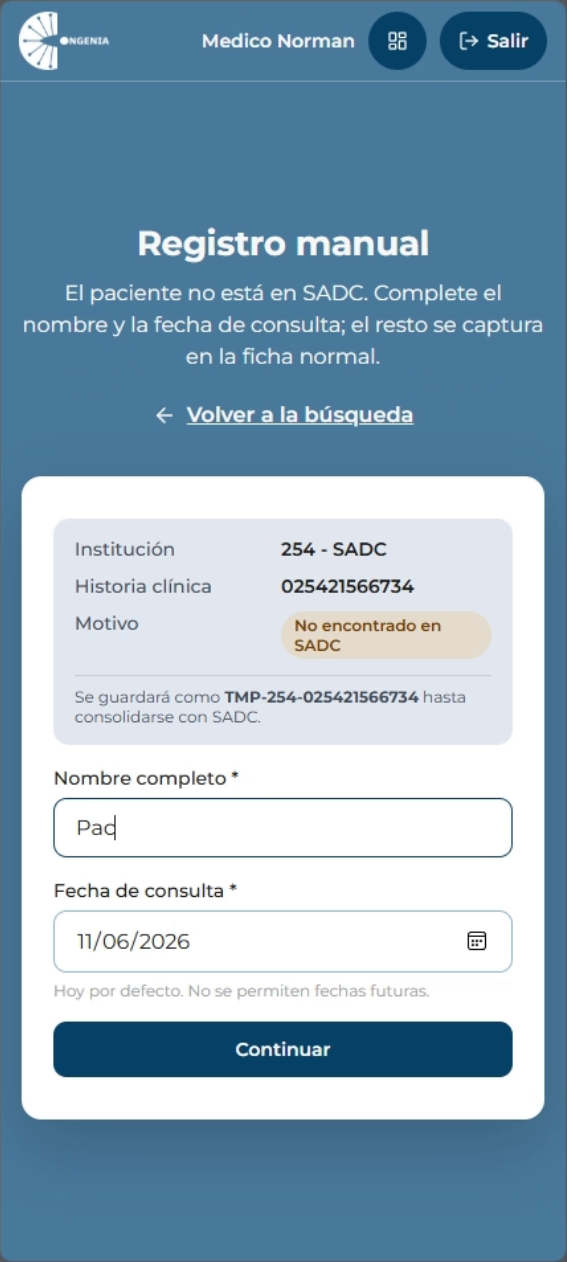 ONGENIA
Medico Norman
Salir
Registro manual
El paciente no está en SADC. Complete el
nombre y la fecha de consulta; el resto se captura
en la ficha normal.
Volver a la búsqueda
Institución 254 - SADC
Historia clínica 025421566734
Motivo No encontrado en
SADC
Se guardará como TMP-254-025421566734 hasta
consolidarse con SADC.
Nombre completo *
Pac
Fecha de consulta *
11/06/2026
Hoy por defecto. No se permiten fechas futuras.
Continuar